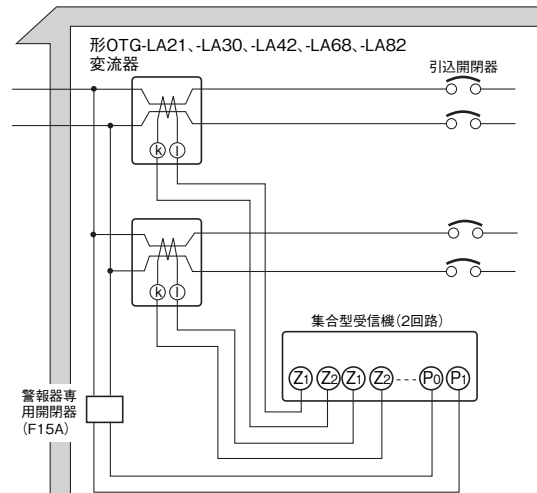 形OTG-LA21、-LA30、-LA42、-LA68、-LA82
変流器
引込開閉器
k l
k l
集合型受信機（2回路）
Z1 Z2 Z1 Z2 --- P0 P1
警報器専
用開閉器
（F15A）